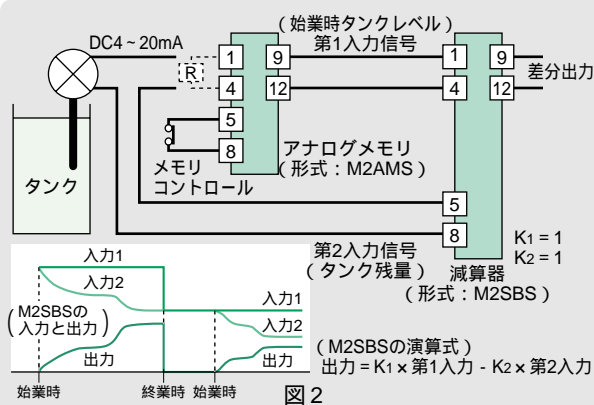 (始業時タンクレベル)
DC4~20mA
第1入力信号
R
1
9
1
9
4
12
4
12
差分出力
5
8
メモリ
コントロール
アナログメモリ
(形式:M2AMS)
タンク
5
8
第2入力信号
(タンク残量)
K1 = 1
K2 = 1
減算器
(形式:M2SBS)
入力1
入力2
(M2SBSの
入力と出力)
出力
入力1
入力2
出力
(M2SBSの演算式)
出力 = K1 × 第1入力 - K2 × 第2入力
始業時
終業時
始業時
図2